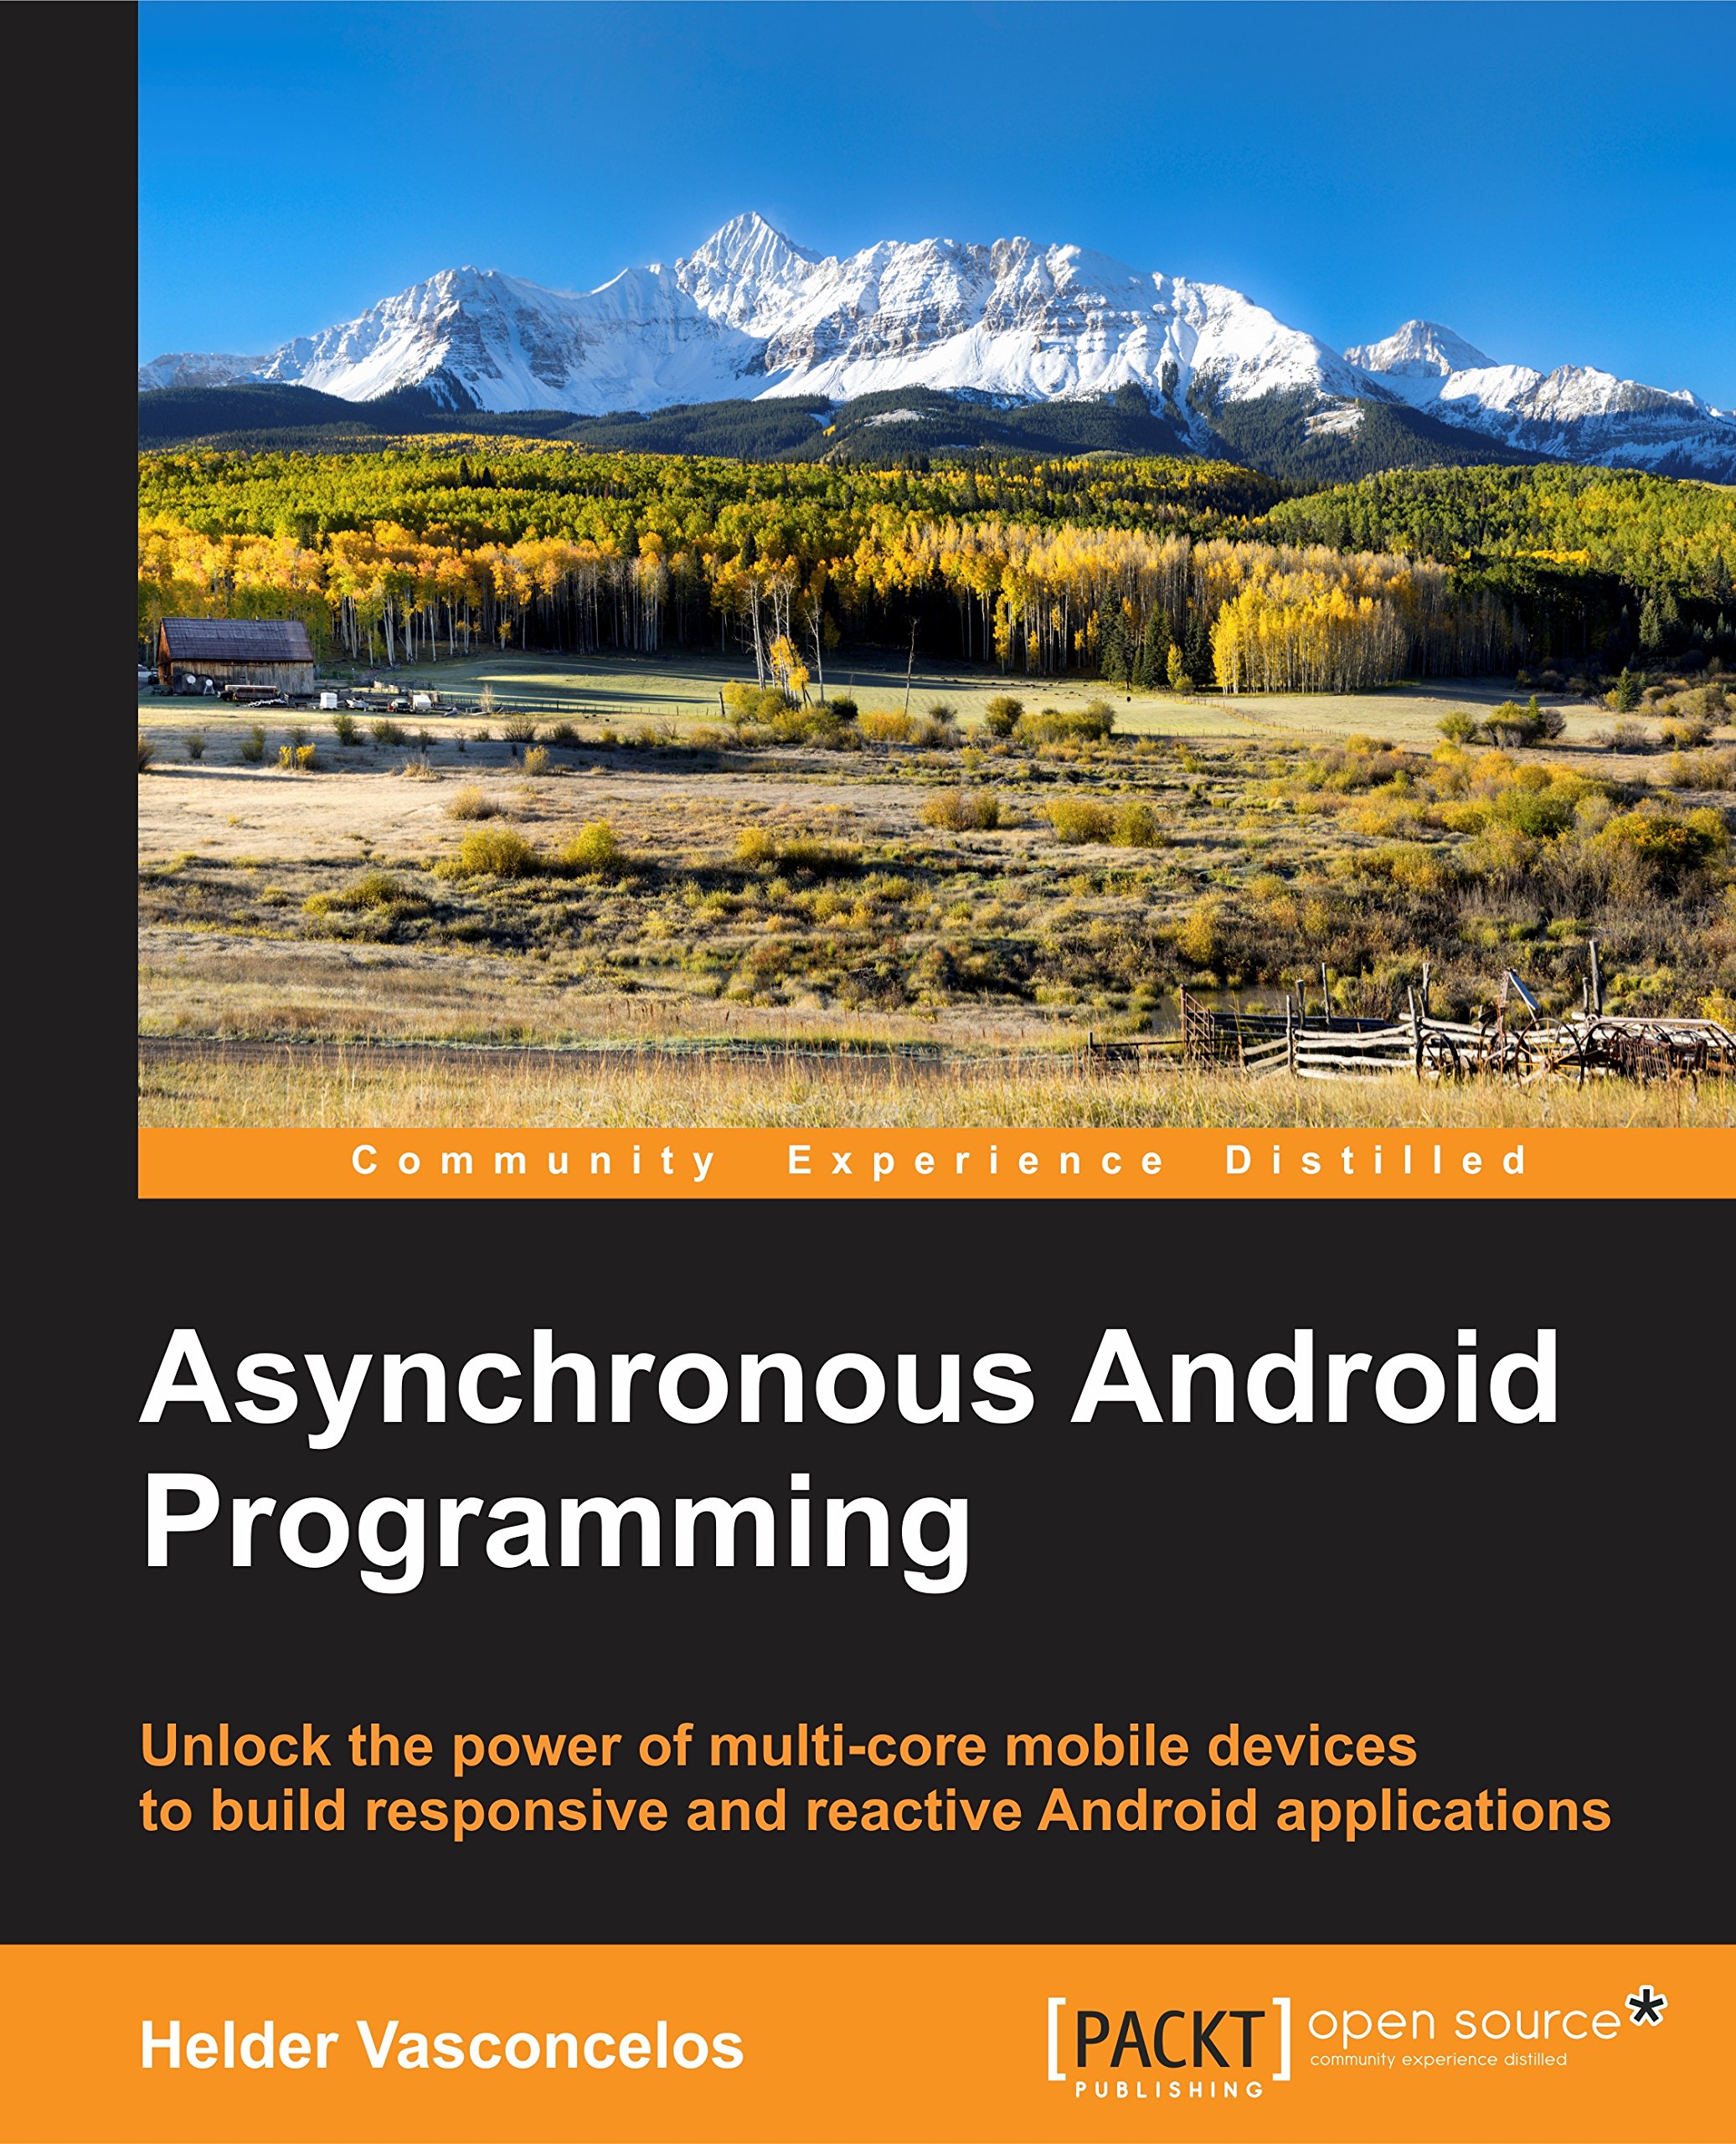 Community Experience Distilled
Asynchronous Android
Programming
Unlock the power of multi-core mobile devices
to build responsive and reactive Android applications
Helder Vasconcelos
[PACKT] open source*
community experience distilled
PUBLISHING